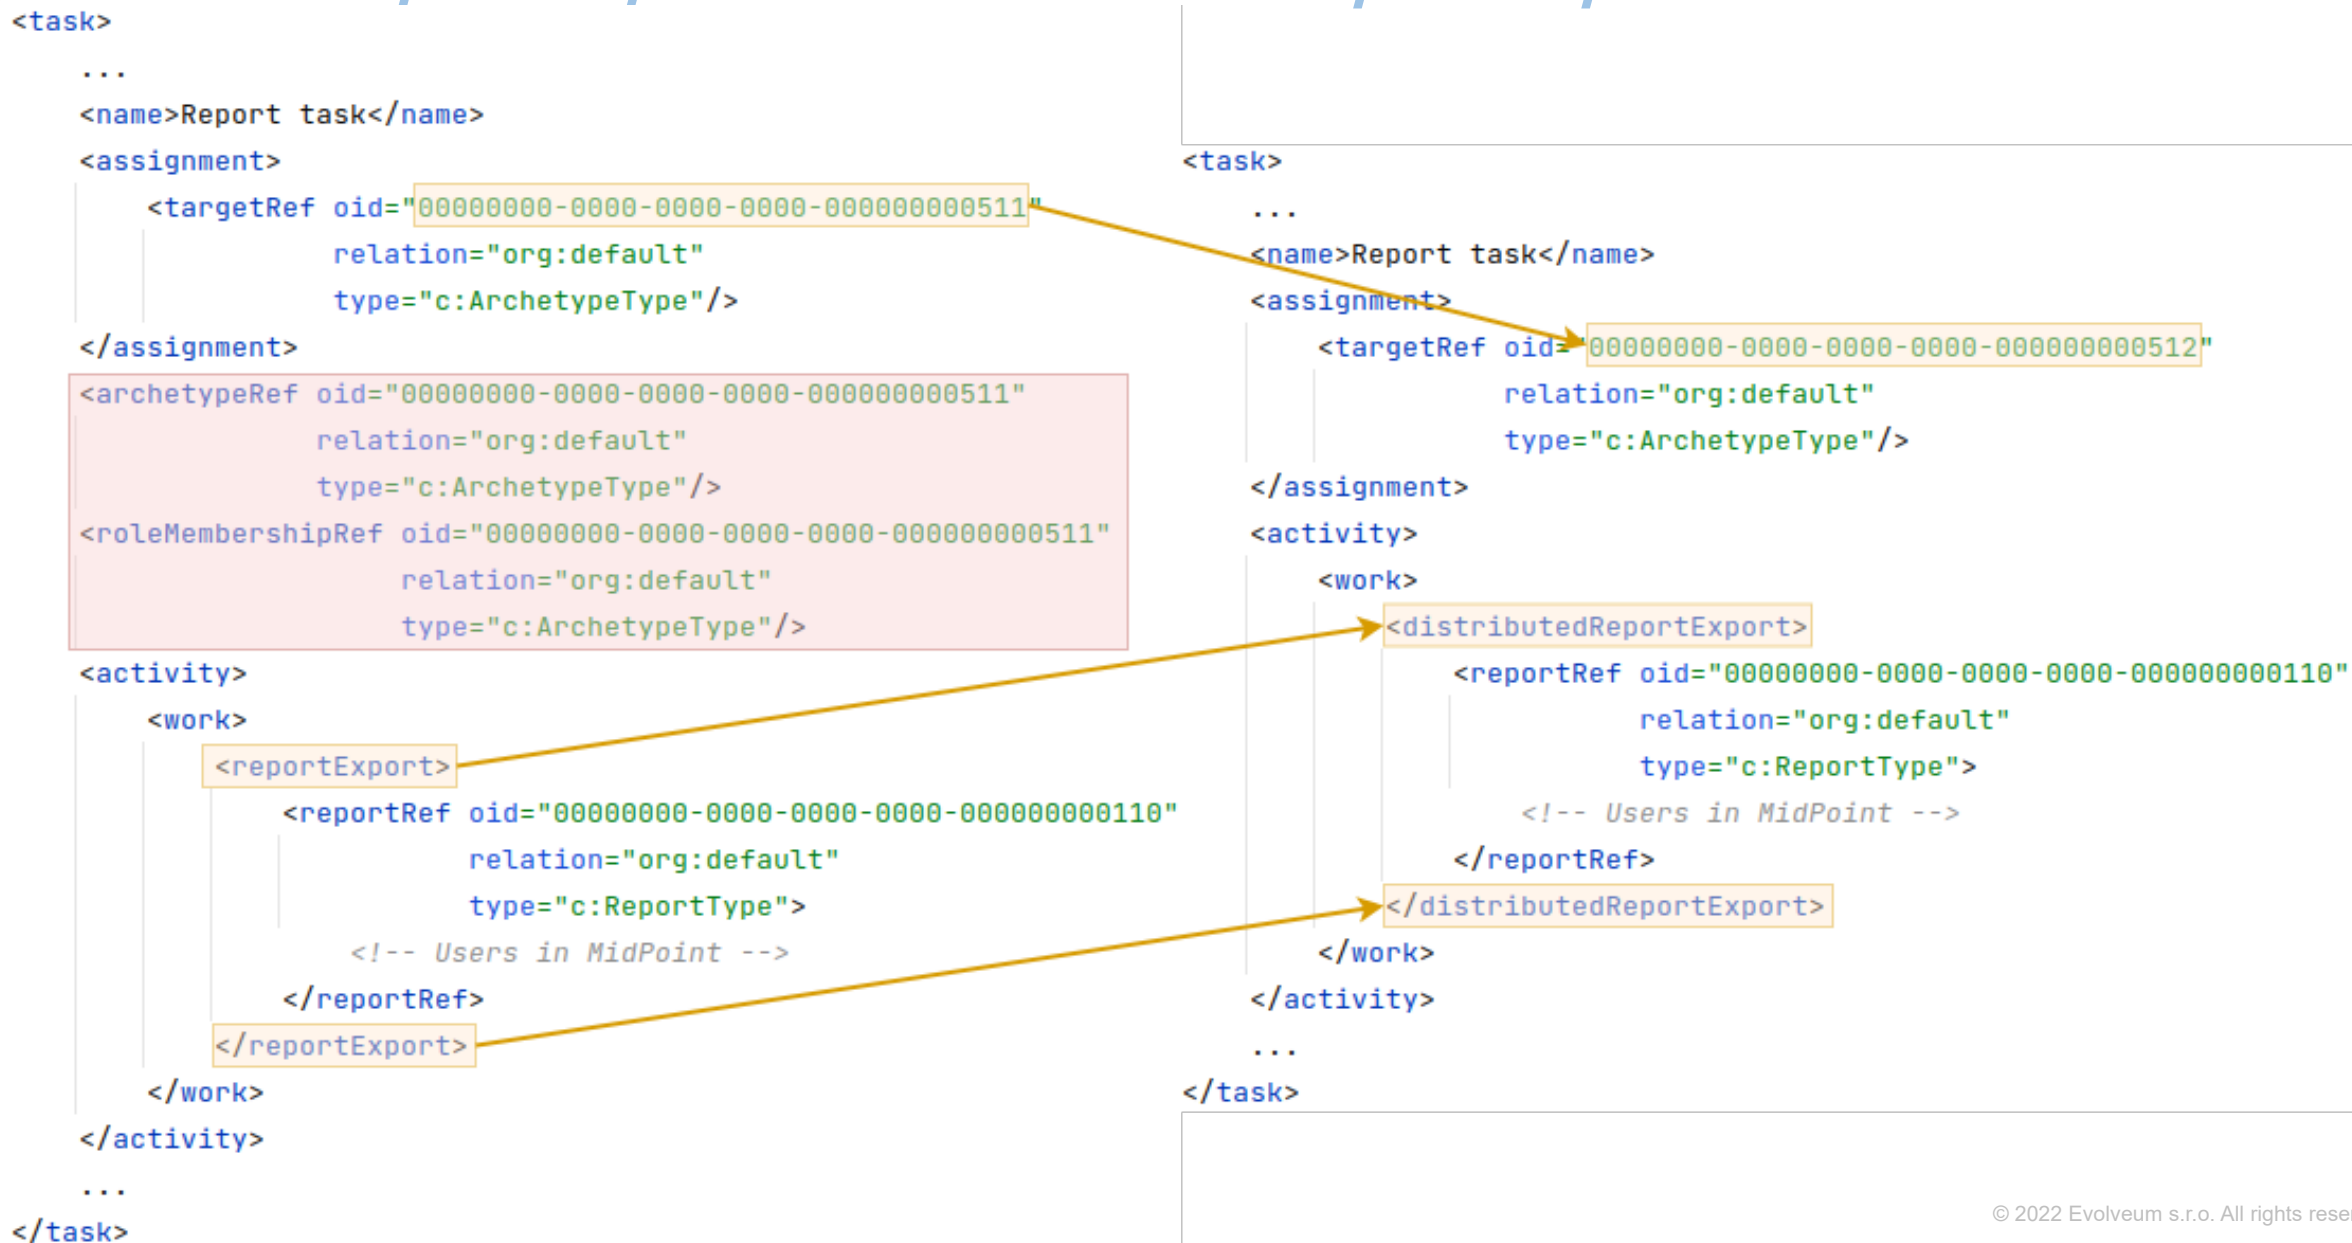 <task>
    ...
    <name>Report task</name>
    <assignment>
        <targetRef oid="00000000-0000-0000-0000-000000000511"
                   relation="org:default"
                   type="c:ArchetypeType"/>
    </assignment>
    <archetypeRef oid="00000000-0000-0000-0000-000000000511"
                  relation="org:default"
                  type="c:ArchetypeType"/>
    <roleMembershipRef oid="00000000-0000-0000-0000-000000000511"
                       relation="org:default"
                       type="c:ArchetypeType"/>
    <activity>
        <work>
            <reportExport>
                <reportRef oid="00000000-0000-0000-0000-000000000110"
                           relation="org:default"
                           type="c:ReportType">
                    <!-- Users in MidPoint -->
                </reportRef>
            </reportExport>
        </work>
    </activity>
    ...
</task>
<task>
    ...
    <name>Report task</name>
    <assignment>
        <targetRef oid="00000000-0000-0000-0000-000000000512"
                   relation="org:default"
                   type="c:ArchetypeType"/>
    </assignment>
    <activity>
        <work>
            <distributedReportExport>
                <reportRef oid="00000000-0000-0000-0000-000000000110"
                           relation="org:default"
                           type="c:ReportType">
                    <!-- Users in MidPoint -->
                </reportRef>
            </distributedReportExport>
        </work>
    </activity>
    ...
</task>
© 2022 Evolveum s.r.o. All rights